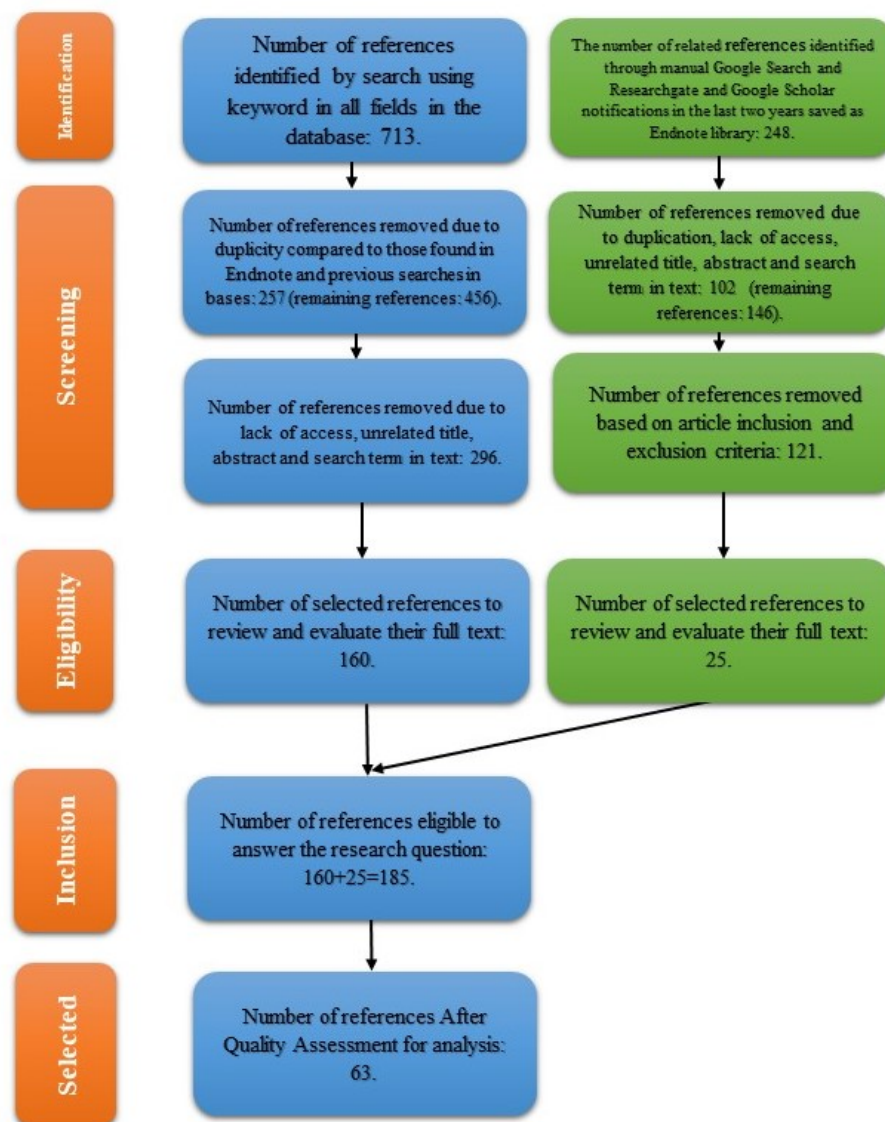 Identification
Number of references
identified by search using
keyword in all fields in the
database: 713.
The number of related references identified
through manual Google Search and
Researchgate and Google Scholar
notifications in the last two years saved as
Endnote library: 248.
Screening
Number of references removed due to
duplicity compared to those found in
Endnote and previous searches in
bases: 257 (remaining references: 456).
Number of references removed due
to duplication, lack of access,
unrelated title, abstract and search
term in text: 102 (remaining
references: 146).
Number of references removed due to
lack of access, unrelated title,
abstract and search term in text: 296.
Number of references removed
based on article inclusion and
exclusion criteria: 121.
Eligibility
Number of selected references to
review and evaluate their full text:
160.
Number of selected references to
review and evaluate their full text:
25.
Inclusion
Number of references eligible to
answer the research question:
160+25=185.
Selected
Number of references After
Quality Assessment for analysis:
63.